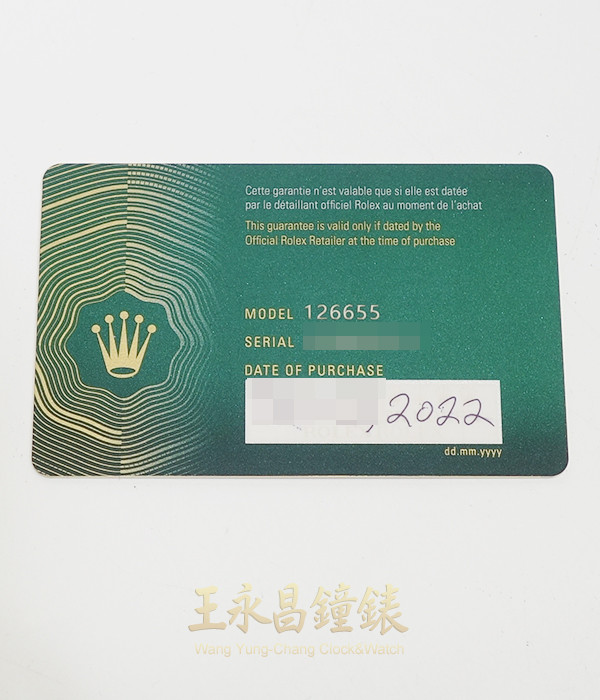 Cette garantie n'est valable que si elle est datée
par le détaillant officiel Rolex au moment de l'achat
This guarantee is valid only if dated by the
Official Rolex Retailer at the time of purchase
MODEL 126655
SERIAL
DATE OF PURCHASE
, 2022
dd.mm.yyyy
王永昌鐘錶
Wang Yung-Chang Clock&Watch